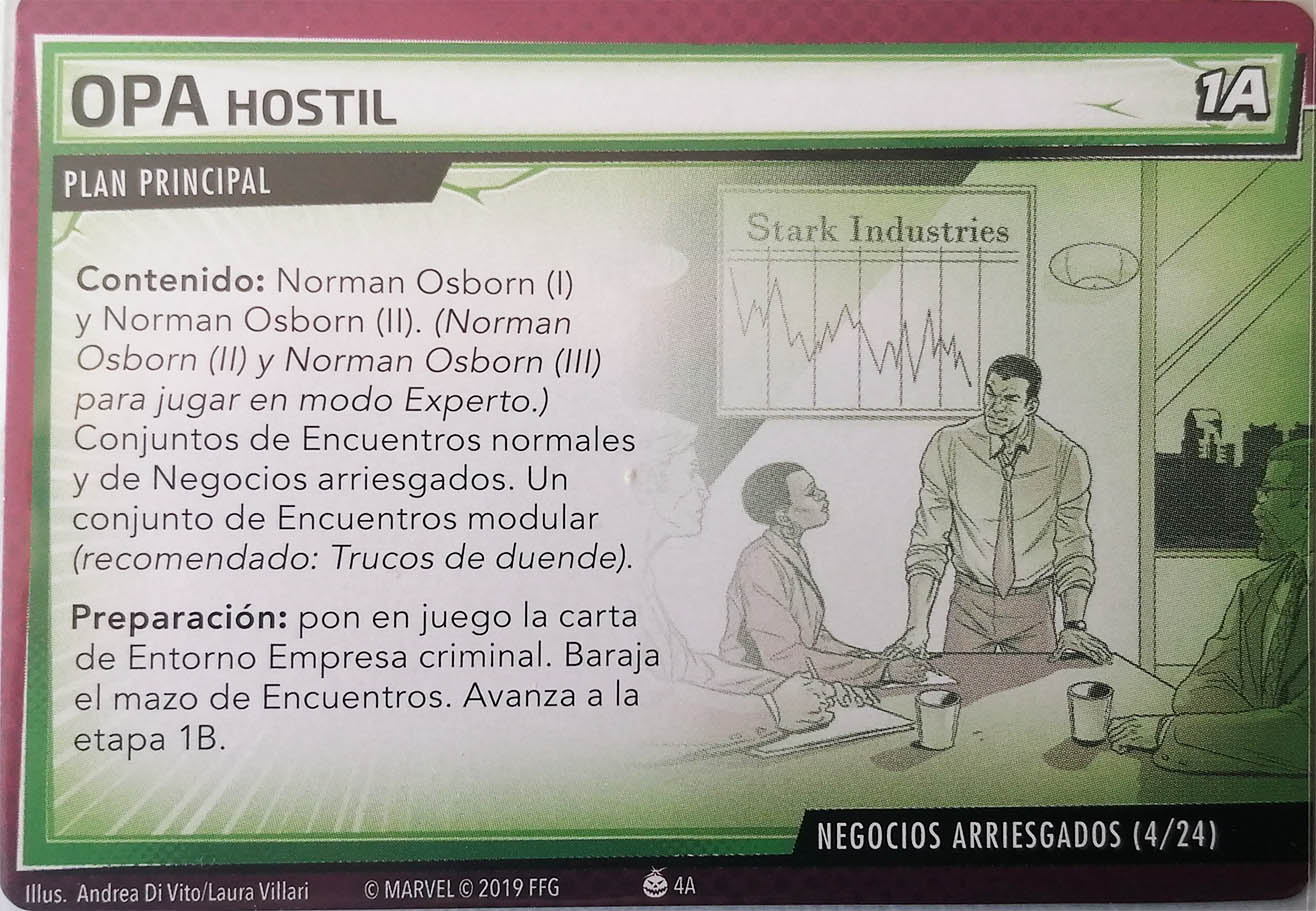 OPA HOSTIL
1A
PLAN PRINCIPAL
Stark Industries
Contenido: Norman Osborn (I)
y Norman Osborn (II). (Norman
Osborn (II) y Norman Osborn (III)
para jugar en modo Experto.)
Conjuntos de Encuentros normales
y de Negocios arriesgados. Un
conjunto de Encuentros modular
(recomendado: Trucos de duende).
Preparación: pon en juego la carta
de Entorno Empresa criminal. Baraja
el mazo de Encuentros. Avanza a la
etapa 1B.
NEGOCIOS ARRIESGADOS (4/24)
Illus. Andrea Di Vito/Laura Villari
© MARVEL © 2019 FFG
4A